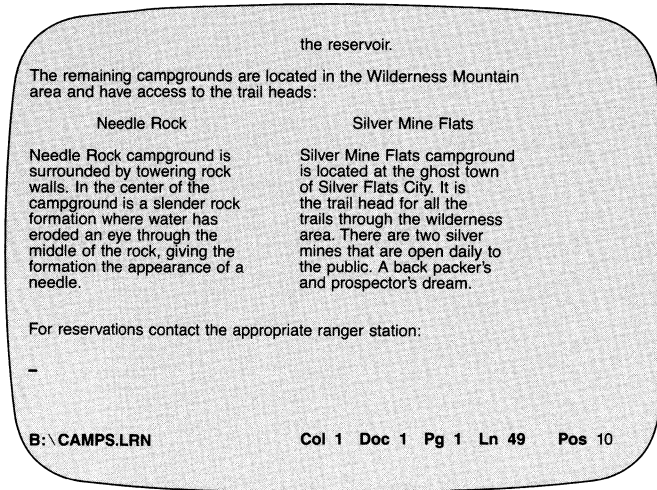 the reservoir.
The remaining campgrounds are located in the Wilderness Mountain
area and have access to the trail heads:
Needle Rock
Needle Rock campground is
surrounded by towering rock
walls. In the center of the
campground is a slender rock
formation where water has
eroded an eye through the
middle of the rock, giving the
formation the appearance of a
needle.
Silver Mine Flats
Silver Mine Flats campground
is located at the ghost town
of Silver Flats City. It is
the trail head for all the
trails through the wilderness
area. There are two silver
mines that are open daily to
the public. A back packer's
and prospector's dream.
For reservations contact the appropriate ranger station:
B:\CAMPS.LRN Col 1 Doc 1 Pg 1 Ln 49 Pos 10